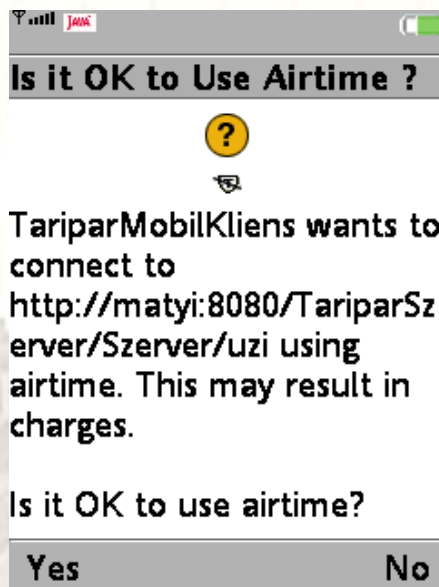 JAVA
Is it OK to Use Airtime ?
?
TariparMobilKliens wants to
connect to
http://matyi:8080/TariparSz
erver/Szerver/uzi using
airtime. This may result in
charges.
Is it OK to use airtime?
Yes No